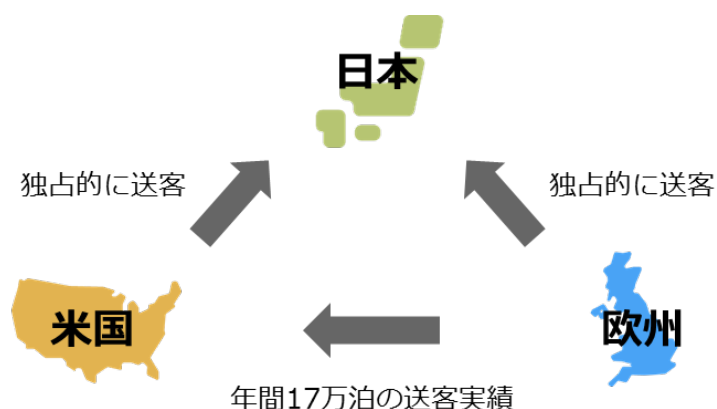 日本
独占的に送客
独占的に送客
米国
欧州
年間17万泊の送客実績